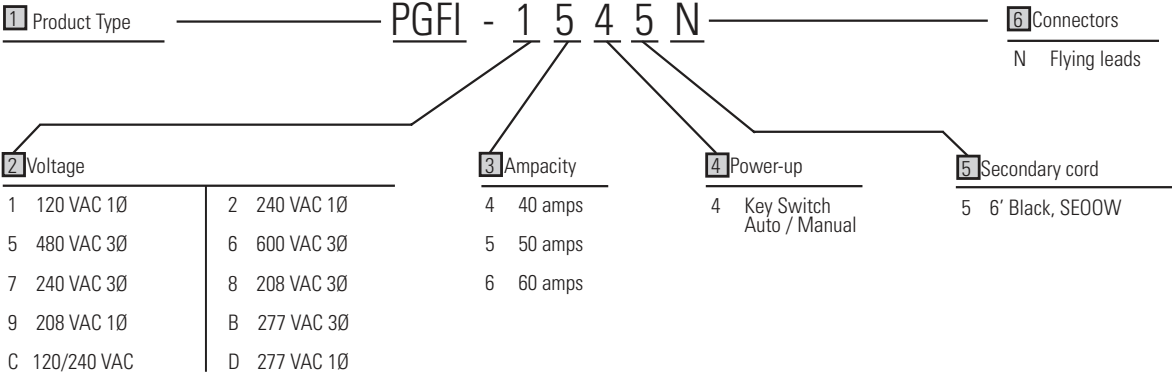 1 Product Type
PGFI - 1 5 4 5 N
6 Connectors
N Flying leads
2 Voltage
1 120 VAC 1Ø
2 240 VAC 1Ø
5 480 VAC 3Ø
6 600 VAC 3Ø
7 240 VAC 3Ø
8 208 VAC 3Ø
9 208 VAC 1Ø
B 277 VAC 3Ø
C 120/240 VAC
D 277 VAC 1Ø
3 Ampacity
4 40 amps
5 50 amps
6 60 amps
4 Power-up
4 Key Switch
Auto / Manual
5 Secondary cord
5 6’ Black, SEOOW